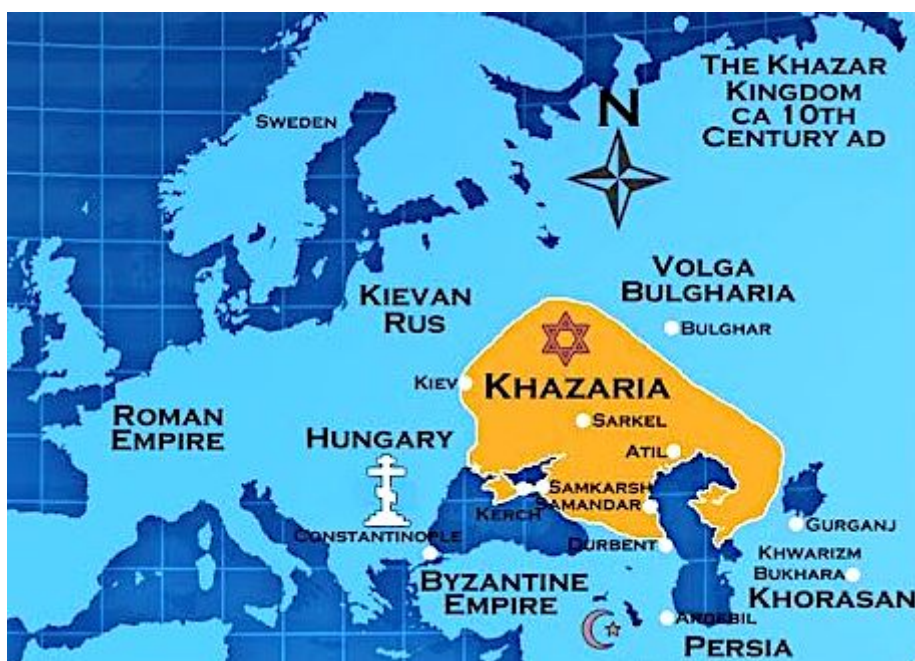 THE KHAZAR
KINGDOM
CA 10TH
CENTURY AD
N
SWEDEN
VOLGA
BULGHARIA
KIEVAN
RUS
BULGHAR
KIEV
KHAZARIA
ROMAN
EMPIRE
HUNGARY
SARKEL
ATIL
SAMKARSH
KERCH
SAMANDAR
GURGANJ
CONSTANTINOPLE
DURBENT
KHWARIZM
BUKHARA
BYZANTINE
EMPIRE
KHORASAN
ARDEBIL
PERSIA